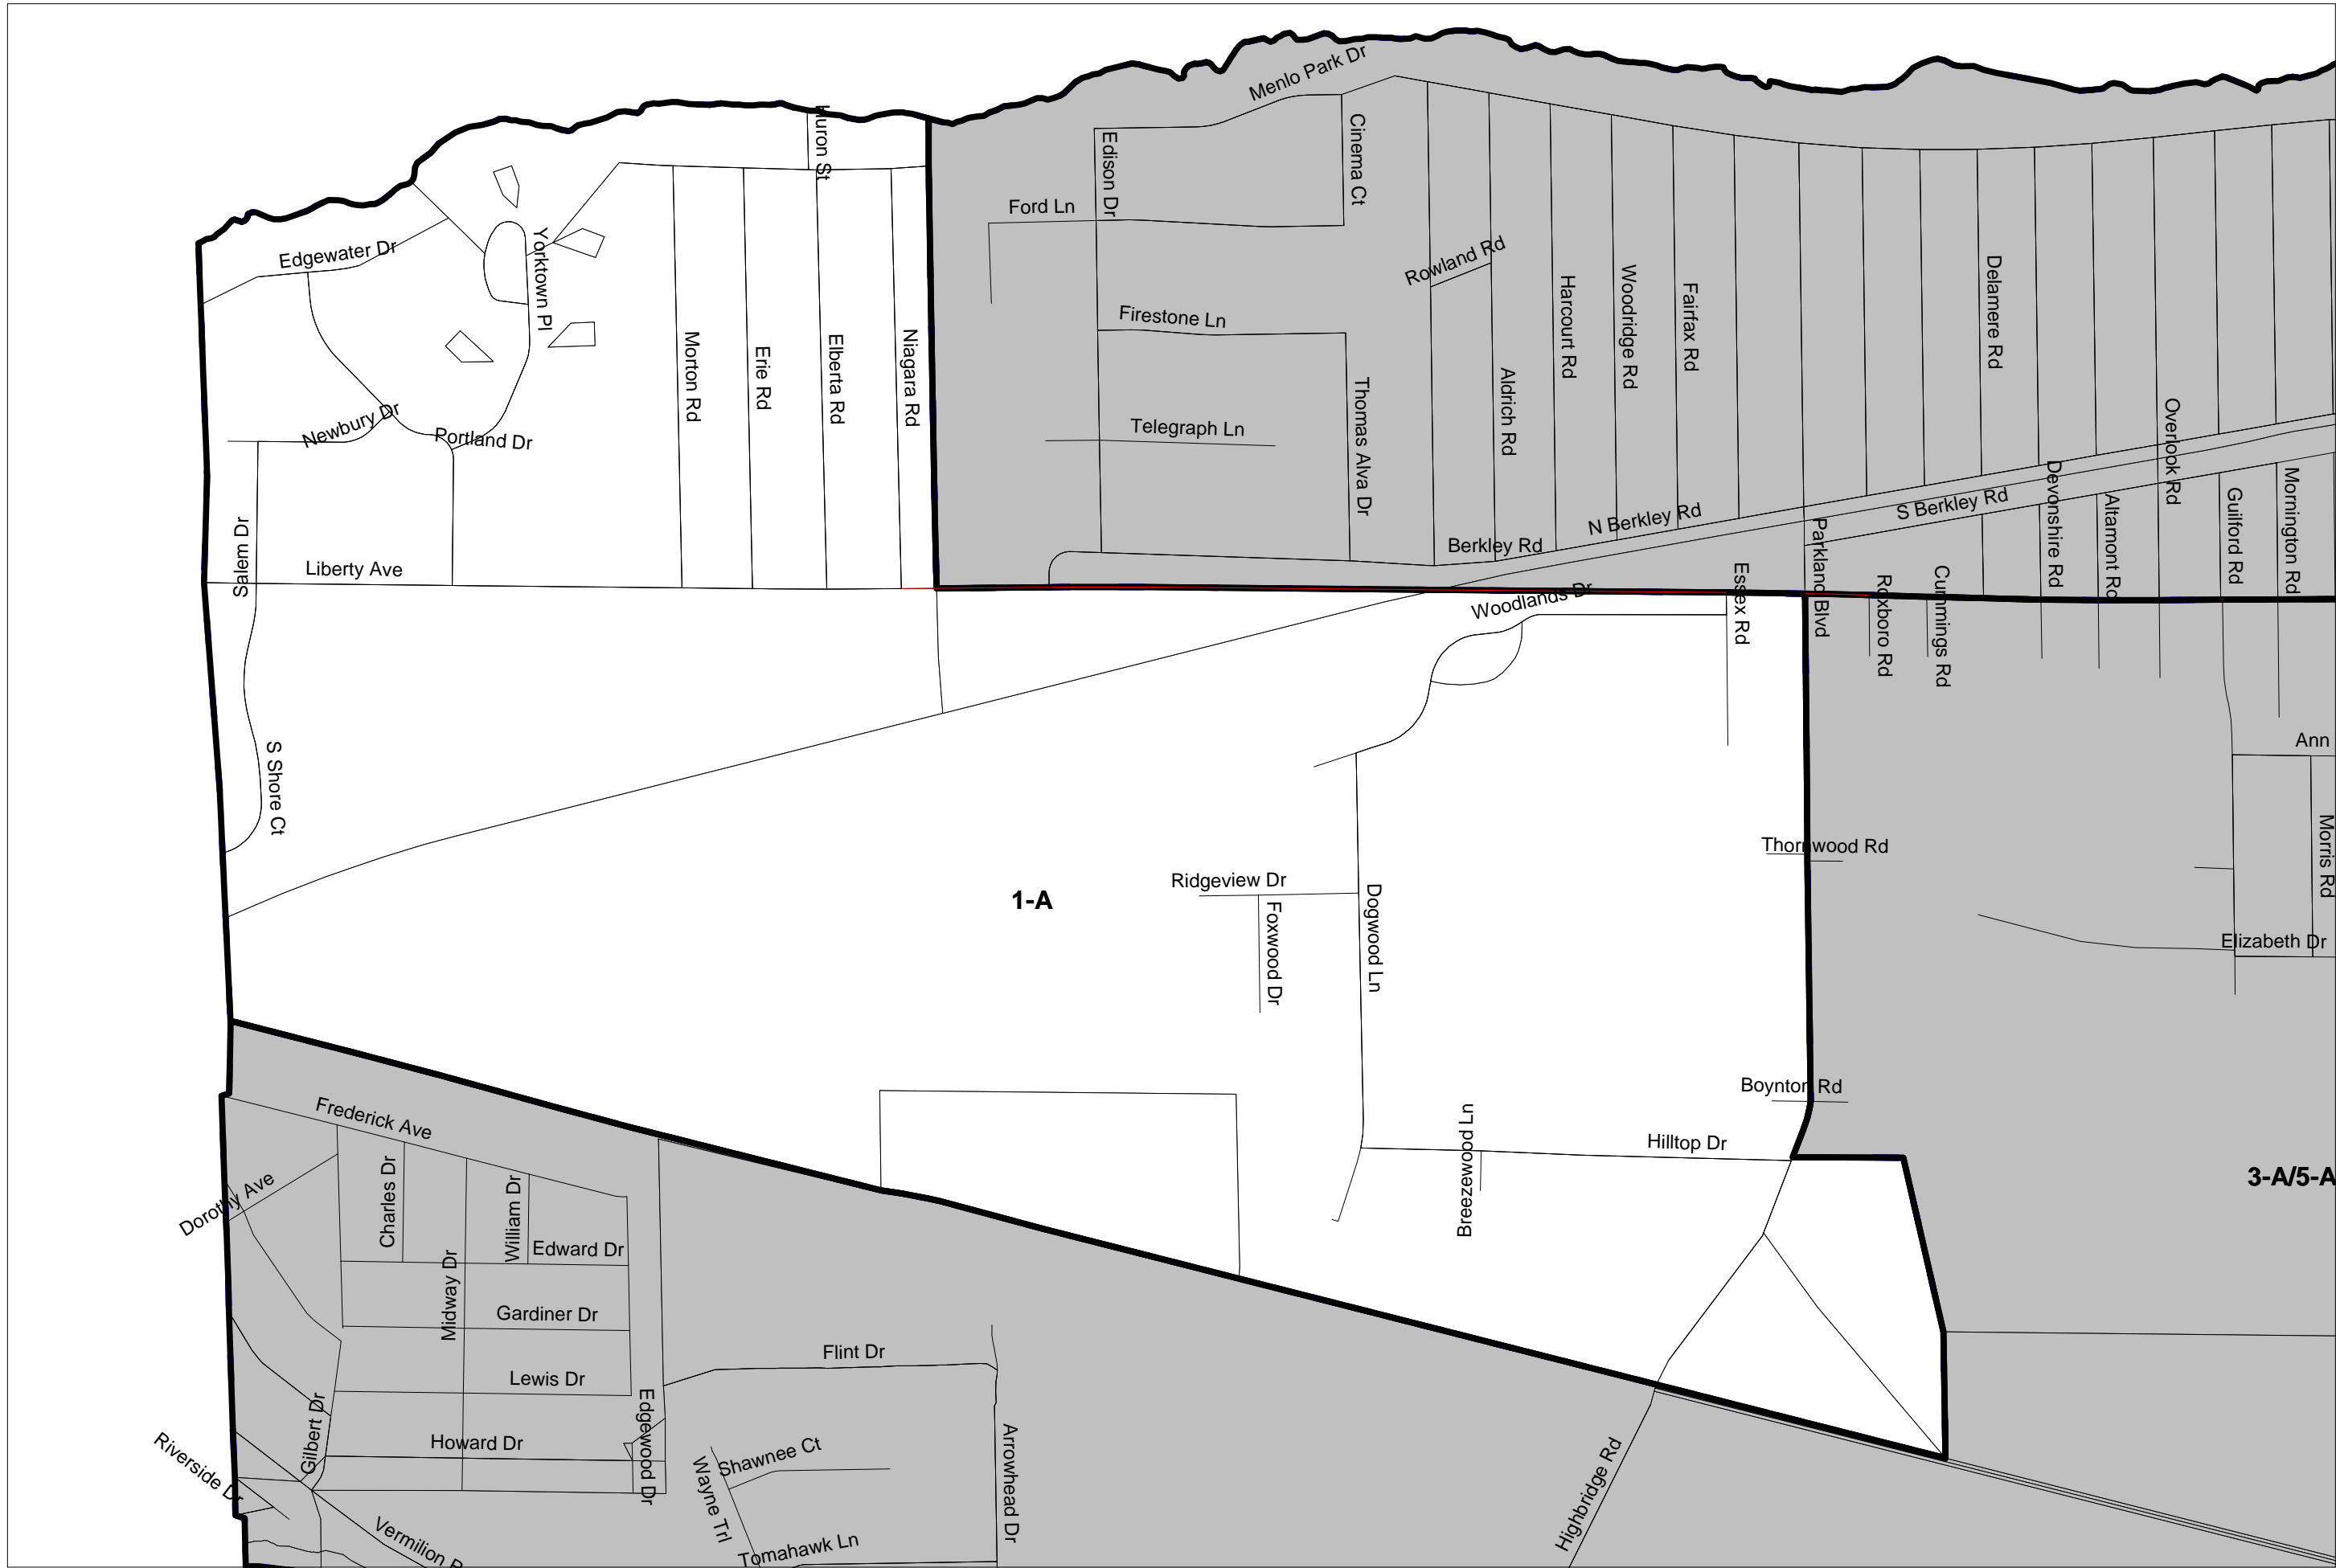 Menlo Park Dr
Huron St
Edison Dr
Cinema Ct
Ford Ln
Edgewater Dr
Yorktown Pl
Rowland Rd
Delamere Rd
Harcourt Rd
Woodridge Rd
Fairfax Rd
Firestone Ln
Morton Rd
Erie Rd
Elberta Rd
Niagara Rd
Thomas Alva Dr
Aldrich Rd
Newbury Dr
Portland Dr
Telegraph Ln
Overlook Rd
Salem Dr
Liberty Ave
Berkley Rd
N Berkley Rd
S Berkley Rd
Devonshire Rd
Altamont Rd
Guilford Rd
Mornington Rd
Woodlands Dr
Essex Rd
Parkland Blvd
Roxboro Rd
Cummings Rd
S Shore Ct
Ann
Thornwood Rd
Morris Rd
1-A
Ridgeview Dr
Foxwood Dr
Dogwood Ln
Elizabeth Dr
Boynton Rd
Frederick Ave
Breezewood Ln
Hilltop Dr
3-A/5-A
Dorothy Ave
Charles Dr
William Dr
Edward Dr
Midway Dr
Gardiner Dr
Flint Dr
Lewis Dr
Gilbert Dr
Edgewood Dr
Howard Dr
Riverside Dr
Shawnee Ct
Wayne Trl
Arrowhead Dr
Highbridge Rd
Vermilion
Tomahawk Ln